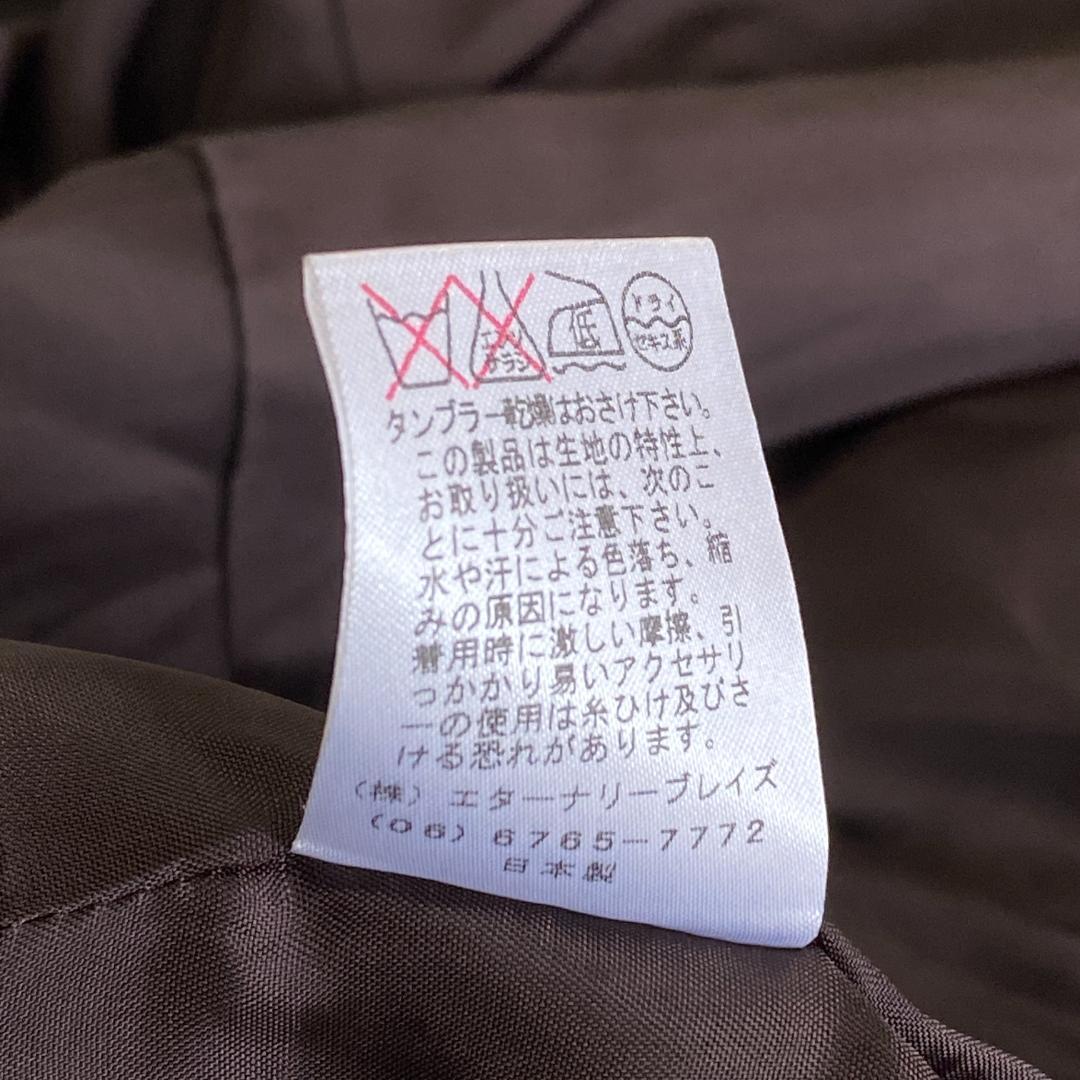 エンソ
サラシ
低
ドライ
セキユ系
タンブラー乾燥はおさけ下さい。
この製品は生地の特性上、
お取り扱いには、次のこ
とに十分ご注意下さい。
水や汗による色落ち、縮
みの原因になります。
着用時に激しい摩擦、引
っかかり易いアクセサリ
ーの使用は糸ひけ及びさ
ける恐れがあります。
(株) エターナリーブレイズ
(06) 6765-7772
日本製